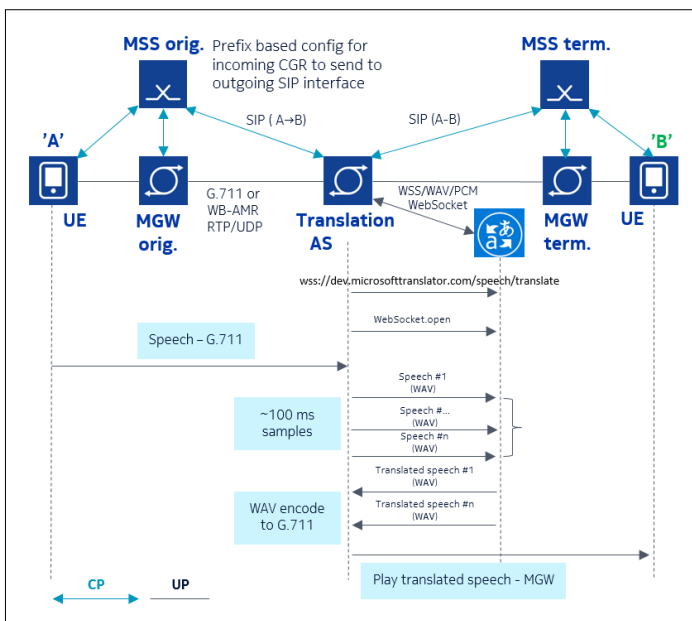 MSS orig.
Prefix based config for
incoming CGR to send to
outgoing SIP interface
MSS term.
SIP ( A→B)
SIP (A-B)
'A'
'B'
UE
MGW
orig.
G.711 or
WB-AMR
RTP/UDP
Translation
AS
WSS/WAV/PCM
WebSocket
あ
a
MGW
term.
UE
wss://dev.microsofttranslator.com/speech/translate
WebSocket.open
Speech – G.711
Speech #1
(WAV)
~100 ms
samples
Speech #...
(WAV)
Speech #n
(WAV)
Translated speech #1
(WAV)
WAV encode
to G.711
Translated speech #n
(WAV)
Play translated speech - MGW
CP
UP